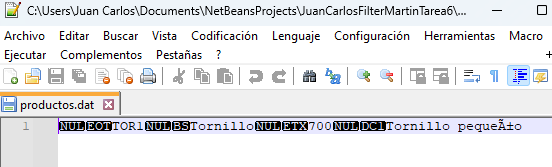 C:\Users\Juan Carlos\Documents\NetBeansProjects\JuanCarlosFilterMartinTarea6\...
Archivo Editar Buscar Vista Codificación Lenguaje Configuración Herramientas Macro
Ejecutar Complementos Pestañas ?
productos.dat
1 NULEOTTOR1NULBSTornilloNULETX700NULDC1Tornillo pequeÃ±o